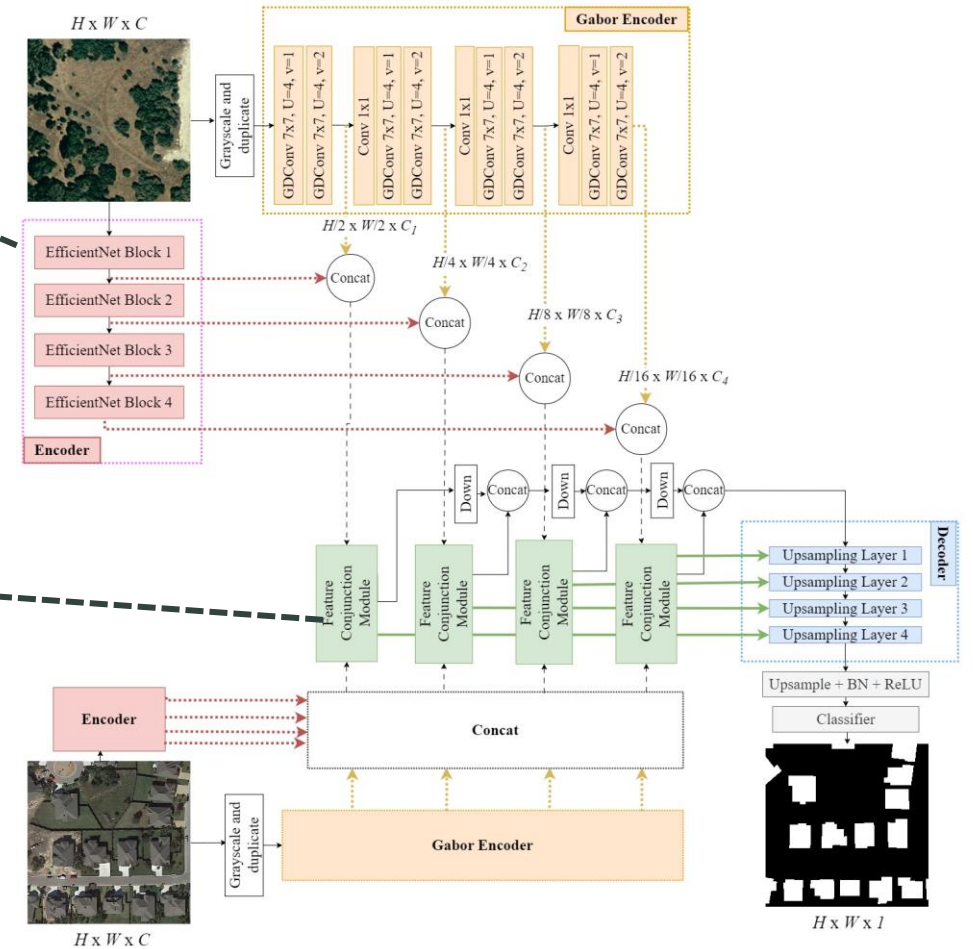 H x W x C
Gabor Encoder
Grayscale and
duplicate
GDConv 7x7, U=4, v=1
GDConv 7x7, U=4, v=2
Conv 1x1
GDConv 7x7, U=4, v=1
GDConv 7x7, U=4, v=2
Conv 1x1
GDConv 7x7, U=4, v=1
GDConv 7x7, U=4, v=2
Conv 1x1
GDConv 7x7, U=4, v=1
GDConv 7x7, U=4, v=2
EfficientNet Block 1
EfficientNet Block 2
EfficientNet Block 3
EfficientNet Block 4
Encoder
H/2 x W/2 x C1
Concat
H/4 x W/4 x C2
Concat
H/8 x W/8 x C3
Concat
H/16 x W/16 x C4
Concat
Down
Concat
Down
Concat
Down
Concat
Feature
Conjunction
Module
Feature
Conjunction
Module
Feature
Conjunction
Module
Feature
Conjunction
Module
Decoder
Upsampling Layer 1
Upsampling Layer 2
Upsampling Layer 3
Upsampling Layer 4
Upsample + BN + ReLU
Classifier
H x W x 1
Encoder
Concat
Grayscale and
duplicate
Gabor Encoder
H x W x C